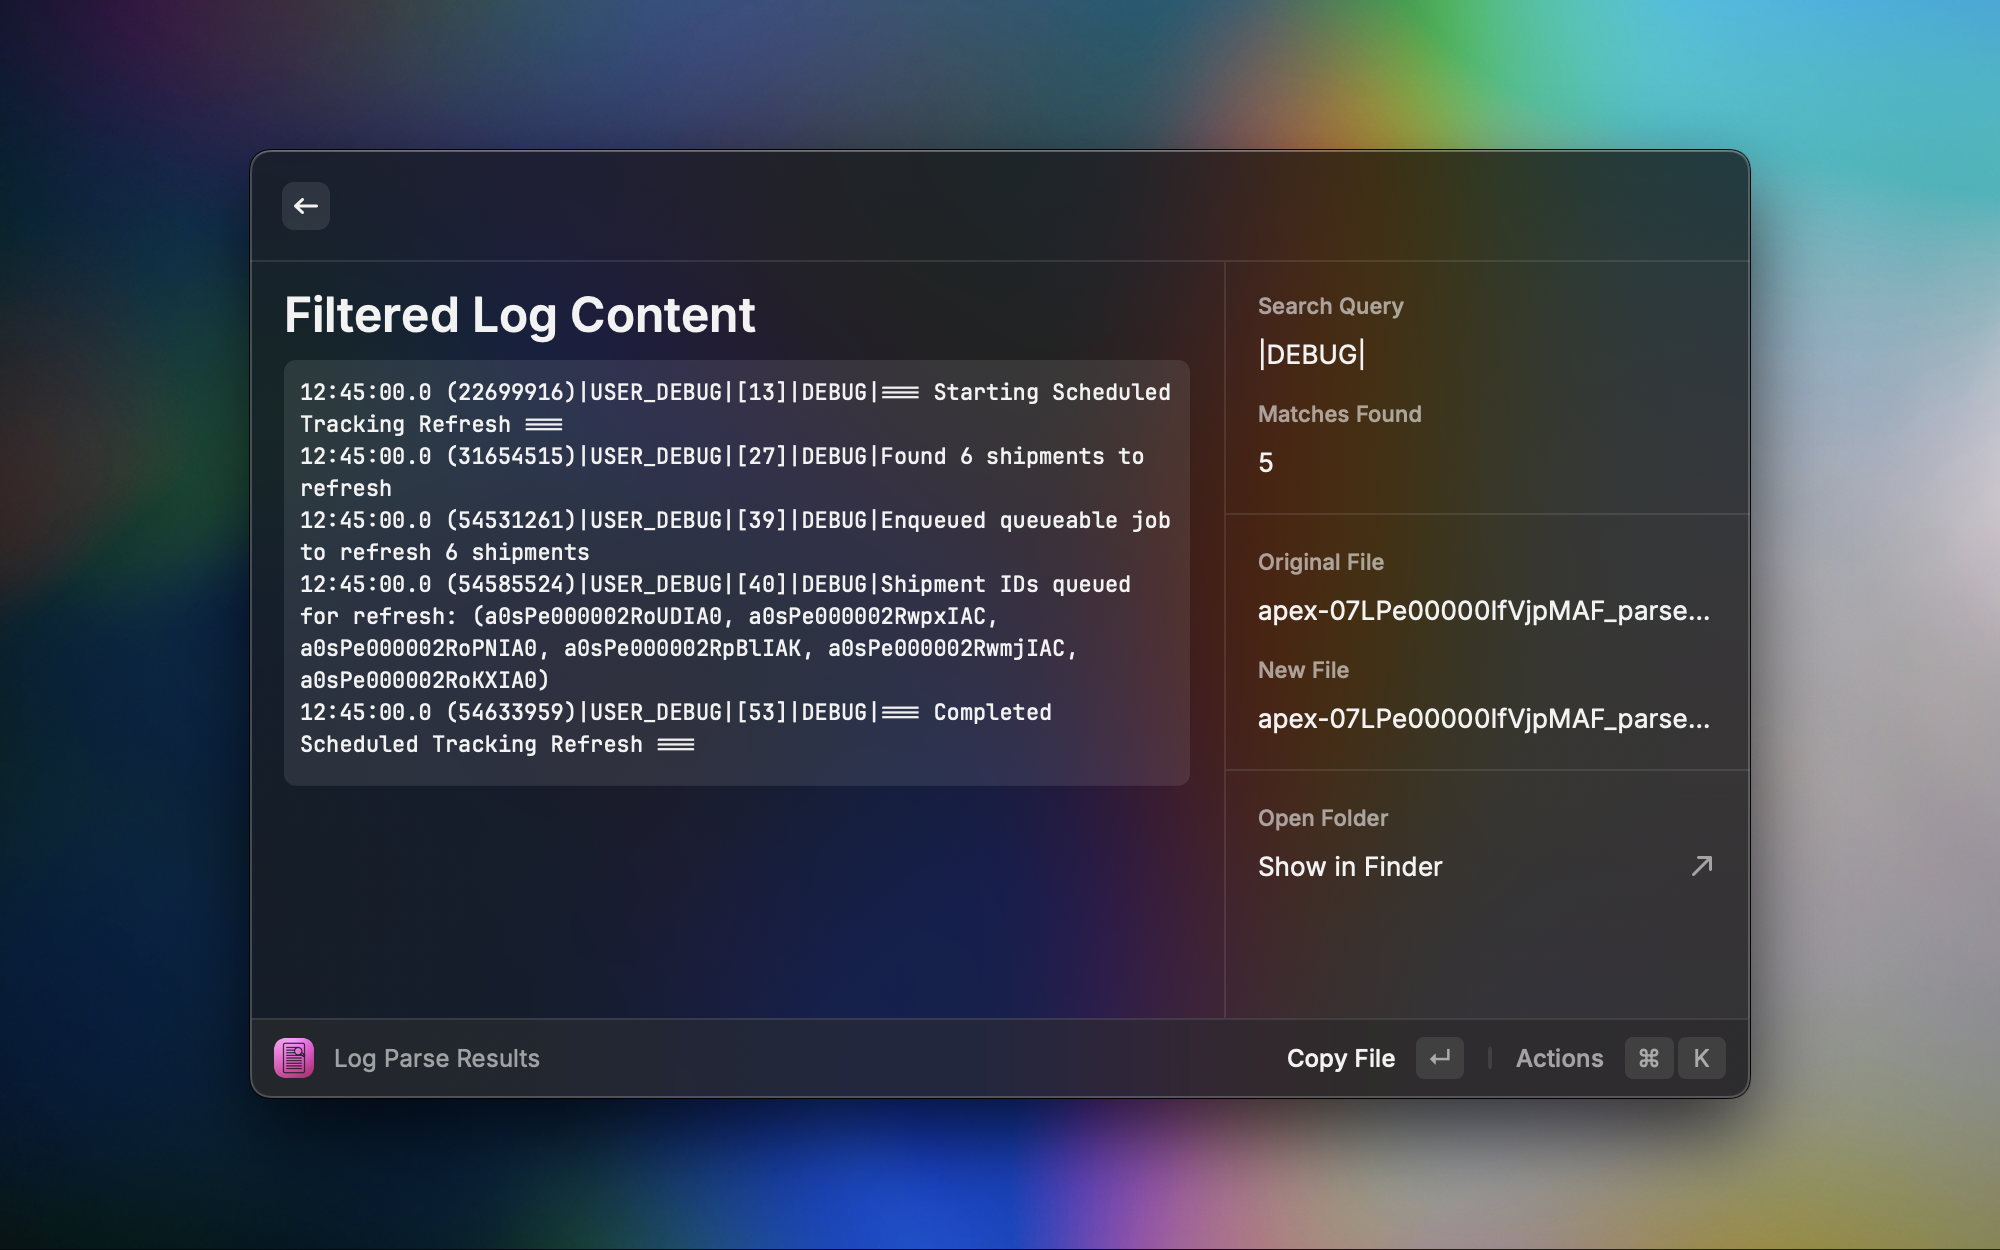 Filtered Log Content
12:45:00.0 (22699916)|USER_DEBUG|[13]|DEBUG|=== Starting Scheduled
Tracking Refresh ===
12:45:00.0 (31654515)|USER_DEBUG|[27]|DEBUG|Found 6 shipments to
refresh
12:45:00.0 (54531261)|USER_DEBUG|[39]|DEBUG|Enqueued queueable job
to refresh 6 shipments
12:45:00.0 (54585524)|USER_DEBUG|[40]|DEBUG|Shipment IDs queued
for refresh: (a0sPe000002RoUDIA0, a0sPe000002RwpxIAC,
a0sPe000002RoPNIA0, a0sPe000002RpBlIAK, a0sPe000002RwmjIAC,
a0sPe000002RoKXIA0)
12:45:00.0 (54633959)|USER_DEBUG|[53]|DEBUG|=== Completed
Scheduled Tracking Refresh ===
Search Query
|DEBUG|
Matches Found
5
Original File
apex-07LPe00000IfVjpMAF_parse...
New File
apex-07LPe00000IfVjpMAF_parse...
Open Folder
Show in Finder
Log Parse Results
Copy File
Actions ⌘ K